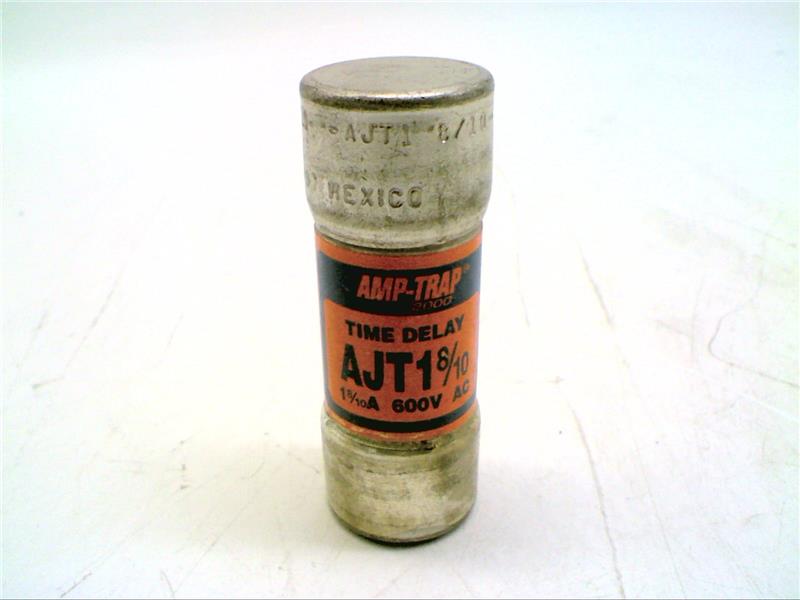 AJT1 8/10
MEXICO
AMP-TRAP®
2000
TIME DELAY
AJT1 8/10
1 8/10A 600V AC